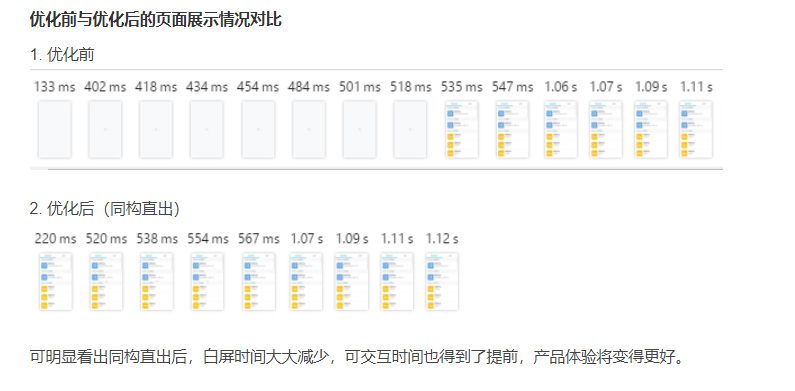 优化前与优化后的页面展示情况对比
1. 优化前
133 ms 402 ms 418 ms 434 ms 454 ms 484 ms 501 ms 518 ms 535 ms 547 ms 1.06 s 1.07 s 1.09 s 1.11 s
2. 优化后（同构直出）
220 ms 520 ms 538 ms 554 ms 567 ms 1.07 s 1.09 s 1.11 s 1.12 s
可明显看出同构直出后，白屏时间大大减少，可交互时间也得到了提前，产品体验将变得更好。